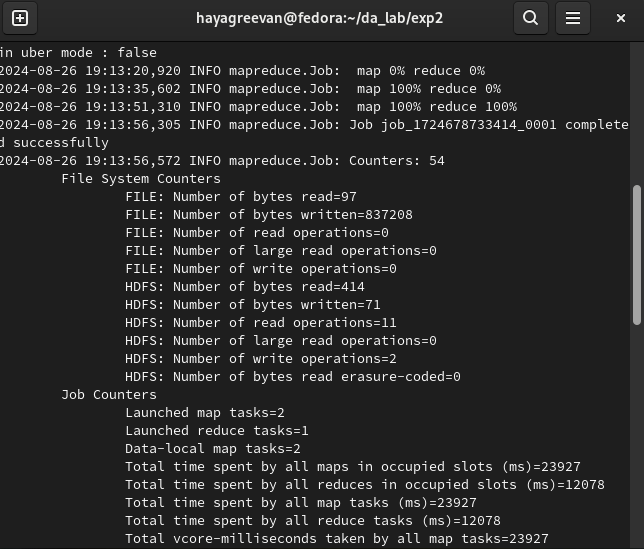 hayagreevan@fedora:~/da_lab/exp2
in uber mode : false
2024-08-26 19:13:20,920 INFO mapreduce.Job:  map 0% reduce 0%
2024-08-26 19:13:35,602 INFO mapreduce.Job:  map 100% reduce 0%
2024-08-26 19:13:51,310 INFO mapreduce.Job:  map 100% reduce 100%
2024-08-26 19:13:56,305 INFO mapreduce.Job: Job job_1724678733414_0001 complete
d successfully
2024-08-26 19:13:56,572 INFO mapreduce.Job: Counters: 54
File System Counters
FILE: Number of bytes read=97
FILE: Number of bytes written=837208
FILE: Number of read operations=0
FILE: Number of large read operations=0
FILE: Number of write operations=0
HDFS: Number of bytes read=414
HDFS: Number of bytes written=71
HDFS: Number of read operations=11
HDFS: Number of large read operations=0
HDFS: Number of write operations=2
HDFS: Number of bytes read erasure-coded=0
Job Counters
Launched map tasks=2
Launched reduce tasks=1
Data-local map tasks=2
Total time spent by all maps in occupied slots (ms)=23927
Total time spent by all reduces in occupied slots (ms)=12078
Total time spent by all map tasks (ms)=23927
Total time spent by all reduce tasks (ms)=12078
Total vcore-milliseconds taken by all map tasks=23927